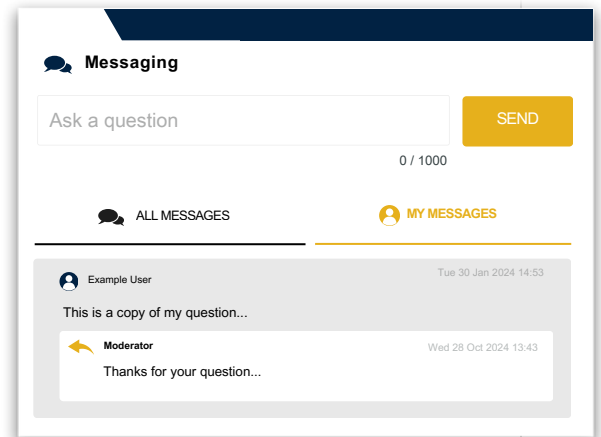 Messaging
Ask a question
SEND
0 / 1000
ALL MESSAGES
MY MESSAGES
Example User
Tue 30 Jan 2024 14:53
This is a copy of my question...
Moderator
Wed 28 Oct 2024 13:43
Thanks for your question...